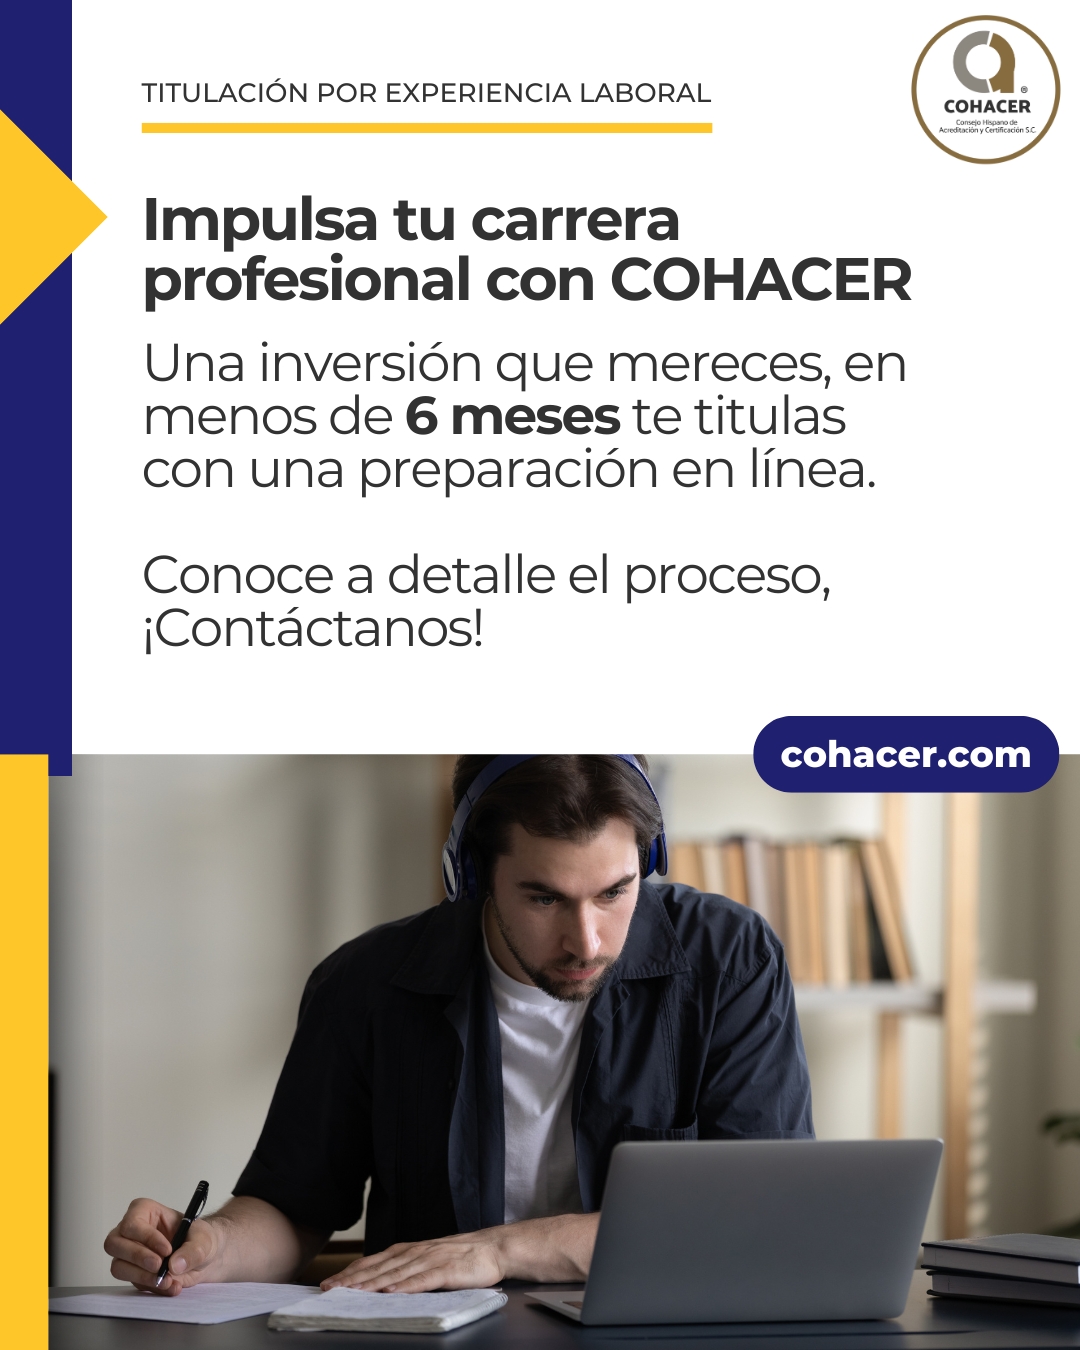 TITULACIÓN POR EXPERIENCIA LABORAL
COHACER
®
Consejo Hispano de
Acreditación y Certificación S.C.
Impulsa tu carrera
profesional con COHACER
Una inversión que mereces, en
menos de 6 meses te titulas
con una preparación en línea.
Conoce a detalle el proceso,
¡Contáctanos!
cohacer.com